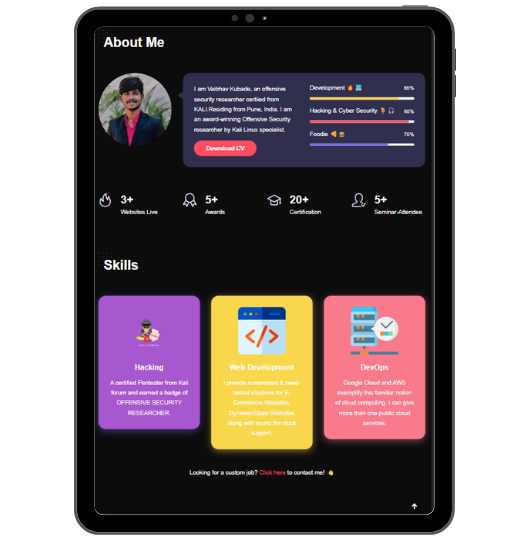 About Me
I am Vaibhav Kubade, an offensive
security researcher certiied from
KALI.Residing from Pune, India. I am
an award-winning Offensive Security
researcher by Kali Linux specialist.
Download CV
Development 85%
Hacking & Cyber Security 90%
Foodie 75%
3+
Websites Live
5+
Awards
20+
Certification
5+
Seminar-Attendee
Skills
Hacking
A certified Pentester from Kali
forum and earned a badge of
OFFENSIVE SECURITY
RESEARCHER.
Web Development
I provide customized & need-
based solutions for E-
Commerce Websites,
Dynamic/Static Websites
along with round the clock
support.
DevOps
Google Cloud and AWS
exemplify this familiar notion
of cloud computing. I can give
more than one public cloud
services.
Looking for a custom job? Click here to contact me!